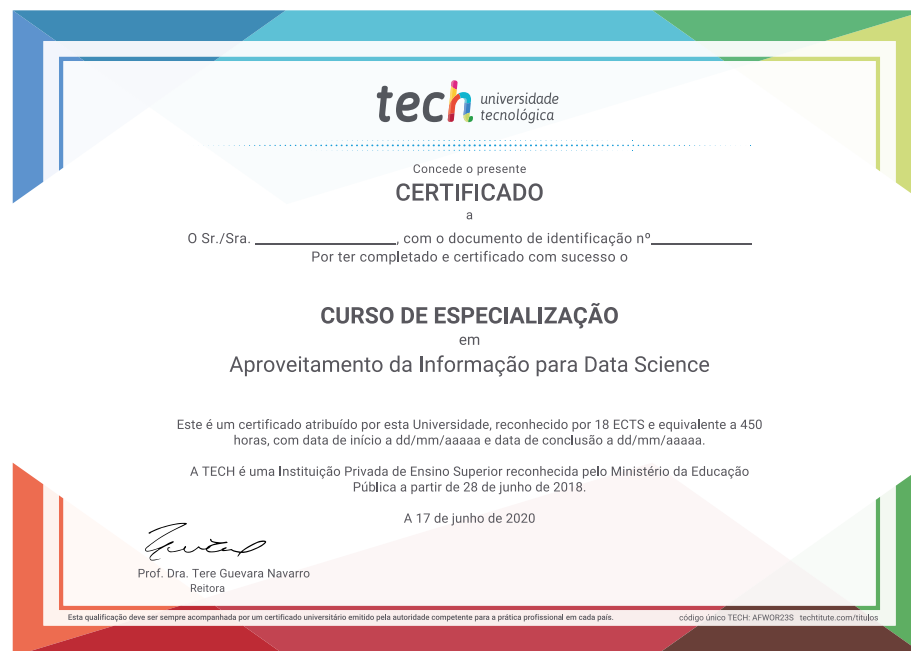 tech universidade
tecnológica
Concede o presente
CERTIFICADO
a
O Sr./Sra. ____________________, com o documento de identificação nº______________
Por ter completado e certificado com sucesso o
CURSO DE ESPECIALIZAÇÃO
em
Aproveitamento da Informação para Data Science
Este é um certificado atribuído por esta Universidade, reconhecido por 18 ECTS e equivalente a 450
horas, com data de início a dd/mm/aaaaa e data de conclusão a dd/mm/aaaaa.
A TECH é uma Instituição Privada de Ensino Superior reconhecida pelo Ministério da Educação
Pública a partir de 28 de junho de 2018.
A 17 de junho de 2020
Prof. Dra. Tere Guevara Navarro
Reitora
Esta qualificação deve ser sempre acompanhada por um certificado universitário emitido pela autoridade competente para a prática profissional em cada país. código único TECH: AFWOR23S techtitute.com/titulos